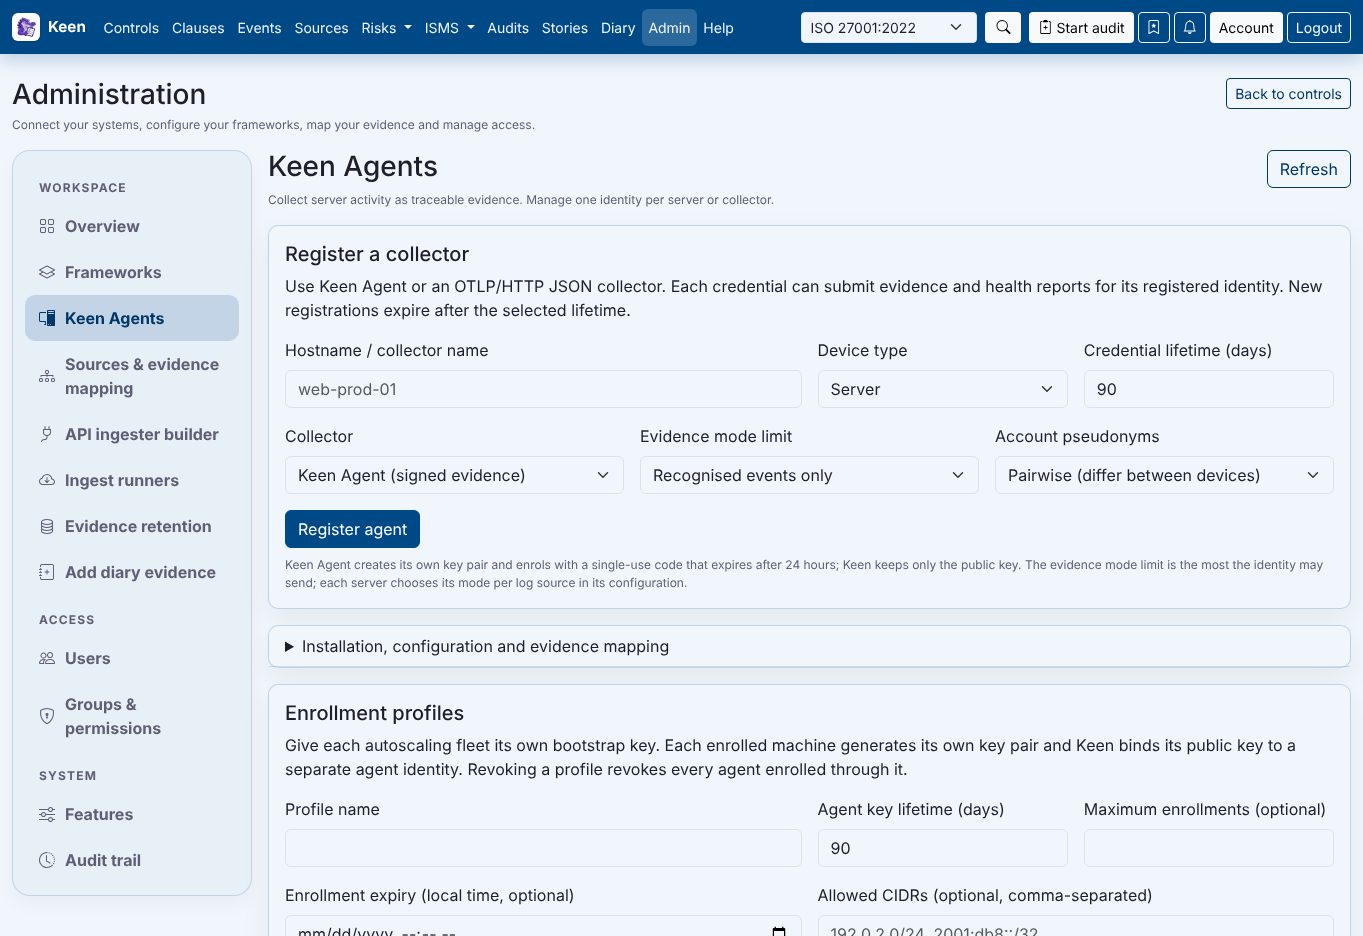 Keen Controls Clauses Events Sources Risks ISMS Audits Stories Diary Admin Help ISO 27001:2022 Start audit Account Logout
Administration
Back to controls
Connect your systems, configure your frameworks, map your evidence and manage access.
WORKSPACE
Overview
Frameworks
Keen Agents
Sources & evidence
mapping
API ingester builder
Ingest runners
Evidence retention
Add diary evidence
ACCESS
Users
Groups &
permissions
SYSTEM
Features
Audit trail
Keen Agents
Refresh
Collect server activity as traceable evidence. Manage one identity per server or collector.
Register a collector
Use Keen Agent or an OTLP/HTTP JSON collector. Each credential can submit evidence and health reports for its registered identity. New
registrations expire after the selected lifetime.
Hostname / collector name Device type Credential lifetime (days)
web-prod-01 Server 90
Collector Evidence mode limit Account pseudonyms
Keen Agent (signed evidence) Recognised events only Pairwise (differ between devices)
Register agent
Keen Agent creates its own key pair and enrols with a single-use code that expires after 24 hours; Keen keeps only the public key. The evidence mode limit is the most the identity may
send; each server chooses its mode per log source in its configuration.
Installation, configuration and evidence mapping
Enrollment profiles
Give each autoscaling fleet its own bootstrap key. Each enrolled machine generates its own key pair and Keen binds its public key to a
separate agent identity. Revoking a profile revokes every agent enrolled through it.
Profile name Agent key lifetime (days) Maximum enrollments (optional)
90
Enrollment expiry (local time, optional) Allowed CIDRs (optional, comma-separated)
mm/dd/yyyy --:-- -- 192.0.2.0/24, 2001:db8::/32